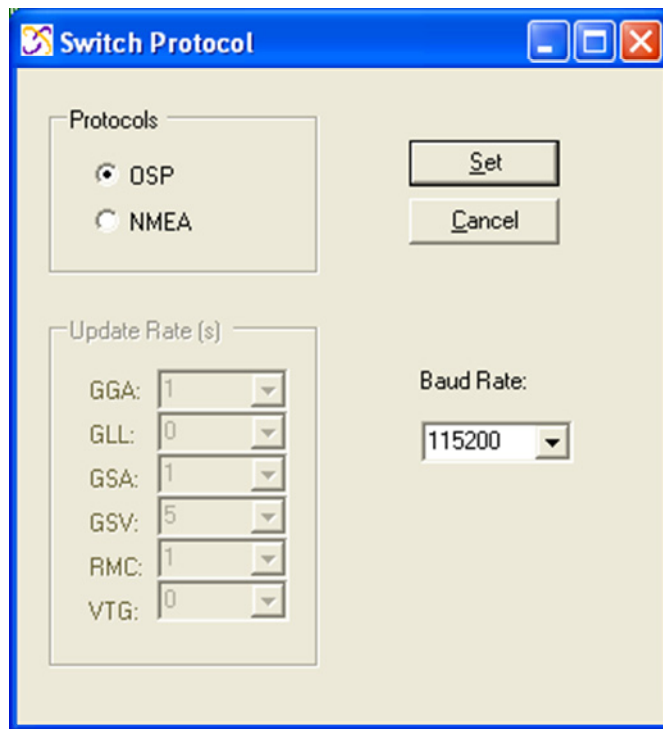 Switch Protocol
Protocols
OSP
NMEA
Set
Cancel
Update Rate (s)
GGA: 1
GLL: 0
GSA: 1
GSV: 5
RMC: 1
VTG: 0
Baud Rate:
115200